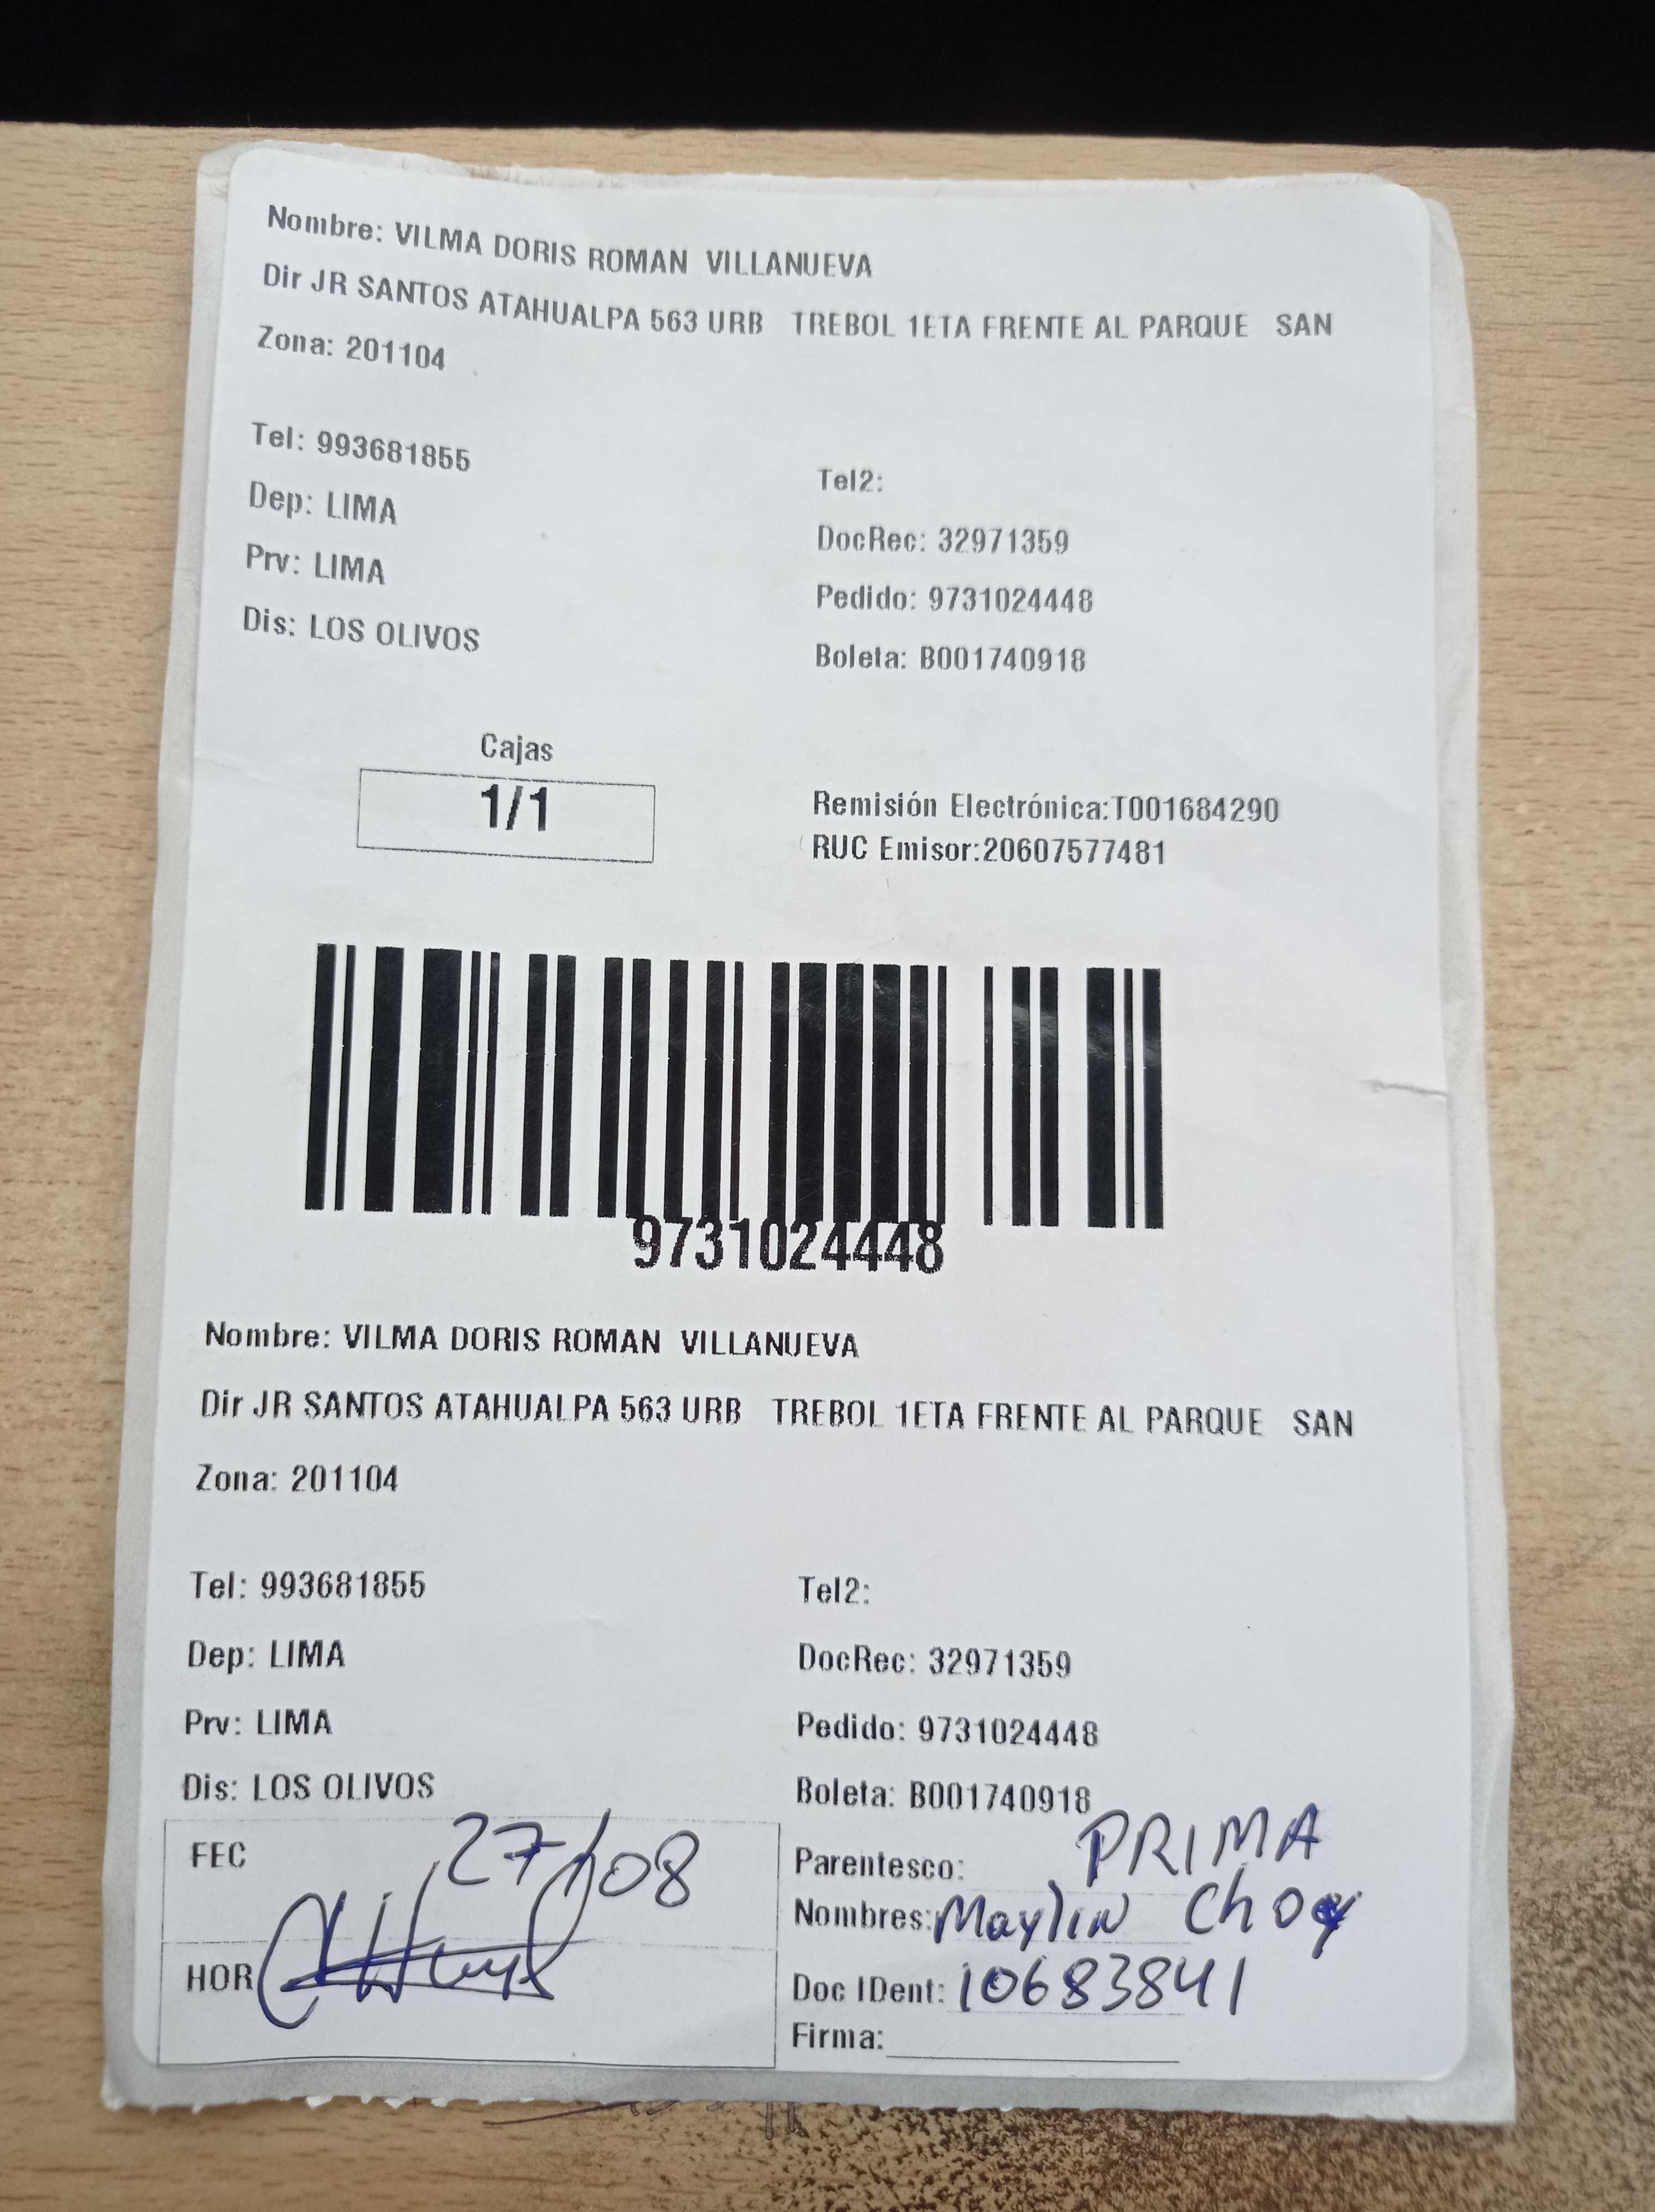 Nombre: VILMA DORIS ROMAN VILLANUEVA
Dir JR SANTOS ATAHUALPA 563 URB TREBOL 1ETA FRENTE AL PARQUE SAN
Zona: 201104
Tel: 993681855
Tel2:
Dep: LIMA
DocRec: 32971359
Prv: LIMA
Pedido: 9731024448
Dis: LOS OLIVOS
Boleta: B001740918
Cajas
1/1
Remisión Electrónica:T001684290
RUC Emisor:20607577481
9731024448
Nombre: VILMA DORIS ROMAN VILLANUEVA
Dir JR SANTOS ATAHUALPA 563 URB TREBOL 1ETA FRENTE AL PARQUE SAN
Zona: 201104
Tel: 993681855
Tel2:
Dep: LIMA
DocRec: 32971359
Prv: LIMA
Pedido: 9731024448
Dis: LOS OLIVOS
Boleta: B001740918
FEC 27/08
Parentesco: PRIMA
Nombres: Maylin Choy
HOR
Doc IDent: 10683841
Firma: